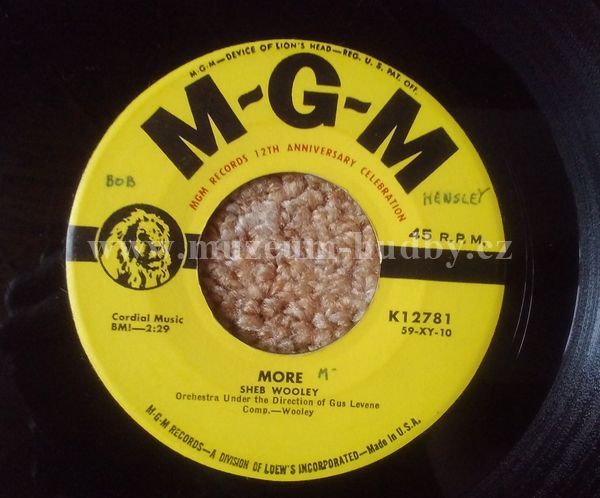 M-G-M—DEVICE OF LION'S HEAD—REG. U. S. PAT. OFF.
M-G-M
MGM RECORDS 12TH ANNIVERSARY CELEBRATION
BOB
HENSLEY
45 R.P.M.
www.muzeum-hudby.cz
Cordial Music
BMI—2:29
K12781
59-XY-10
MORE M-
SHEB WOOLEY
Orchestra Under the Direction of Gus Levene
Comp.—Wooley
M-G-M RECORDS—A DIVISION OF LOEW'S INCORPORATED—Made in U.S.A.